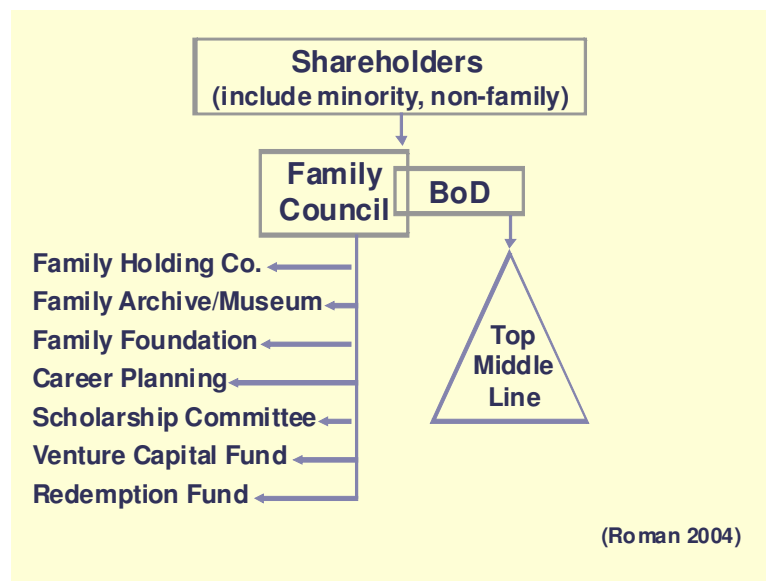 Shareholders
(include minority, non-family)
Family
Council
BoD
Family Holding Co.
Family Archive/Museum
Family Foundation
Career Planning
Scholarship Committee
Venture Capital Fund
Redemption Fund
Top
Middle
Line
(Roman 2004)